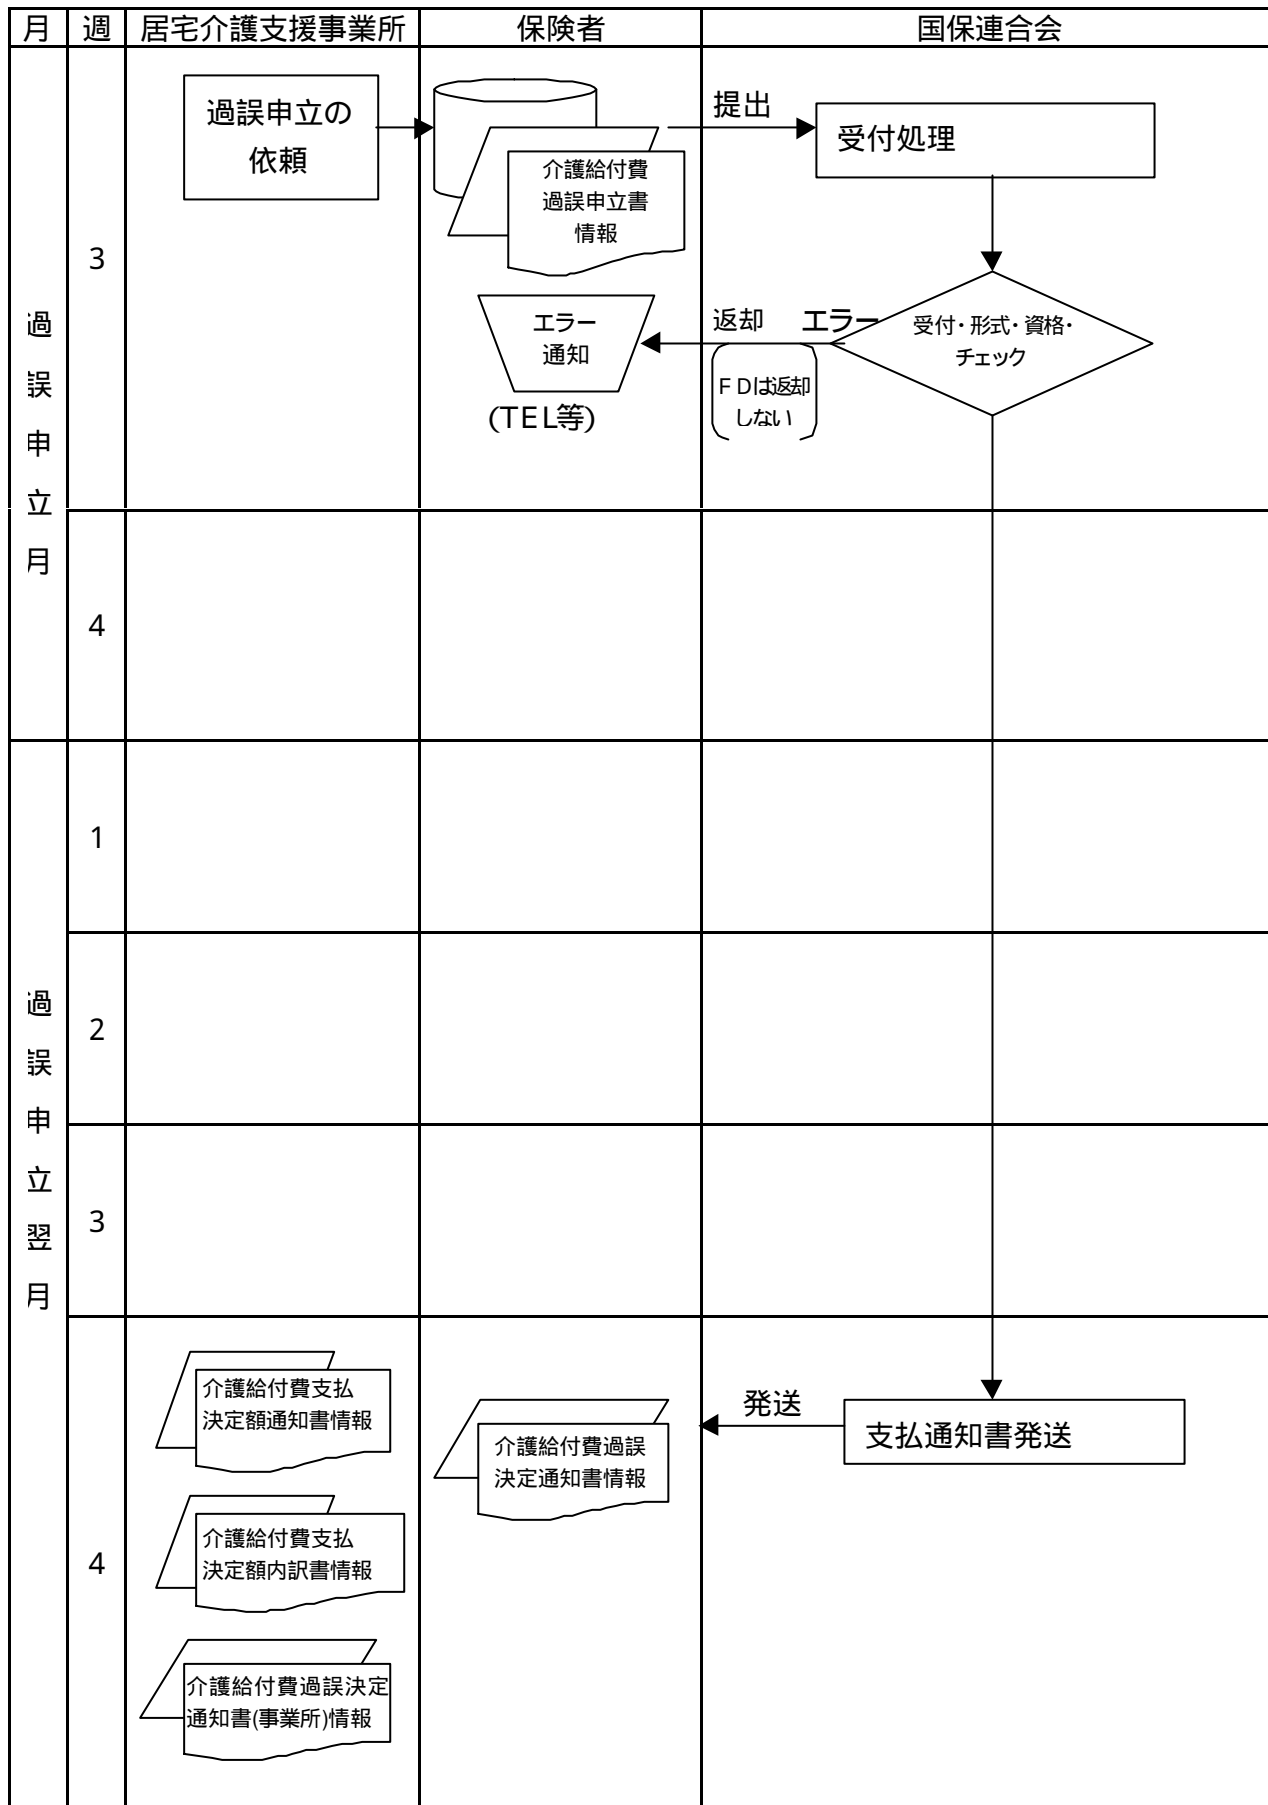 月 週 居宅介護支援事業所 保険者 国保連合会
過誤申立月
3
過誤申立の
依頼
介護給付費
過誤申立書
情報
提出
受付処理
エラー
通知
(TEL等)
返却 エラー
FDは返却
しない
受付・形式・資格・
チェック
4
過誤申立翌月
1
2
3
4
介護給付費支払
決定額通知書情報
介護給付費支払
決定額内訳書情報
介護給付費過誤決定
通知書(事業所)情報
介護給付費過誤
決定通知書情報
発送
支払通知書発送